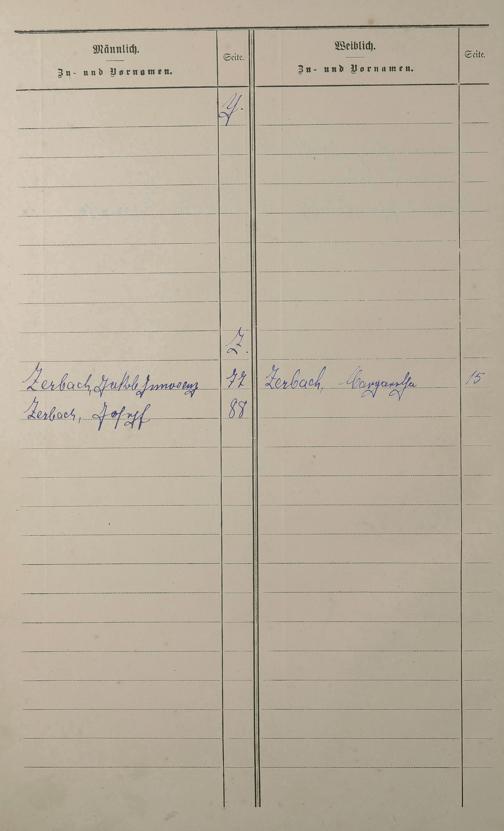 Männlich.
Zu- und Vornamen.
Seite.
Weiblich.
Zu- und Vornamen.
Seite.
Y.
Z.
Zerbach, Jakob Innocenz 77 Zerbach, Margaretha 15
Zerbach, Josef 88